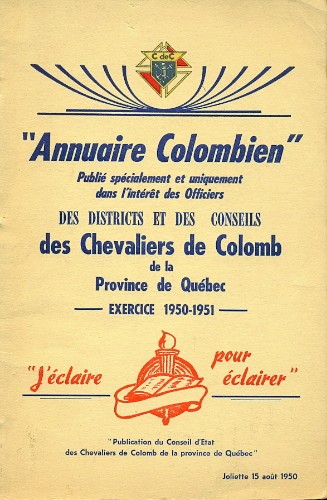 C de C
"Annuaire Colombien"
Publié spécialement et uniquement
dans l'intérêt des Officiers
DES DISTRICTS ET DES CONSEILS
des Chevaliers de Colomb
de la
Province de Québec
EXERCICE 1950-1951
"J'éclaire pour
éclairer"
"Publication du Conseil d'Etat
des Chevaliers de Colomb de la province de Québec"
Joliette 15 août 1950